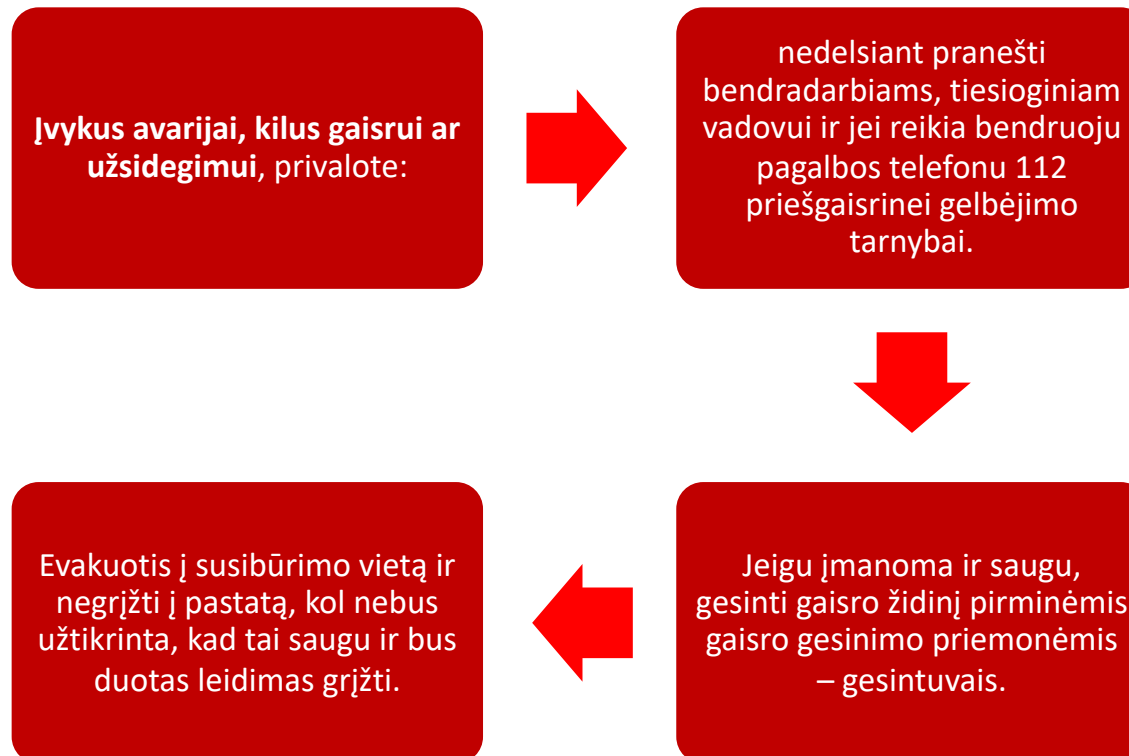 Įvykus avarijai, kilus gaisrui ar
užsidegimui, privalote:
nedelsiant pranešti
bendradarbiams, tiesioginiam
vadovui ir jei reikia bendruoju
pagalbos telefonu 112
priešgaisrinei gelbėjimo
tarnybai.
Jeigu įmanoma ir saugu,
gesinti gaisro židinį pirminėmis
gaisro gesinimo priemonėmis
– gesintuvais.
Evakuotis į susibūrimo vietą ir
negrįžti į pastatą, kol nebus
užtikrinta, kad tai saugu ir bus
duotas leidimas grįžti.